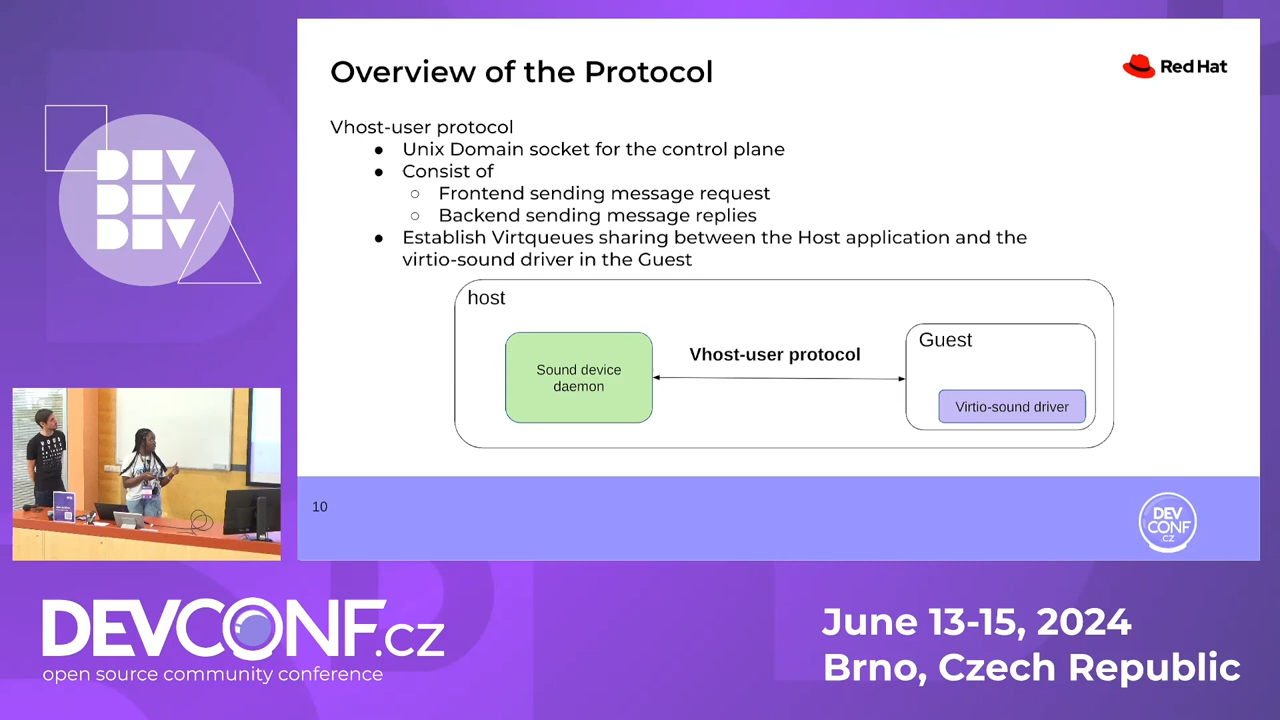 Overview of the Protocol
Red Hat
Vhost-user protocol
● Unix Domain socket for the control plane
● Consist of
○ Frontend sending message request
○ Backend sending message replies
● Establish Virtqueues sharing between the Host application and the
virtio-sound driver in the Guest
host
Sound device
daemon
Vhost-user protocol
Guest
Virtio-sound driver
10
DEV
CONF
.CZ
DEV
DEV
DEV
DEVCONF.cz
open source community conference
June 13-15, 2024
Brno, Czech Republic